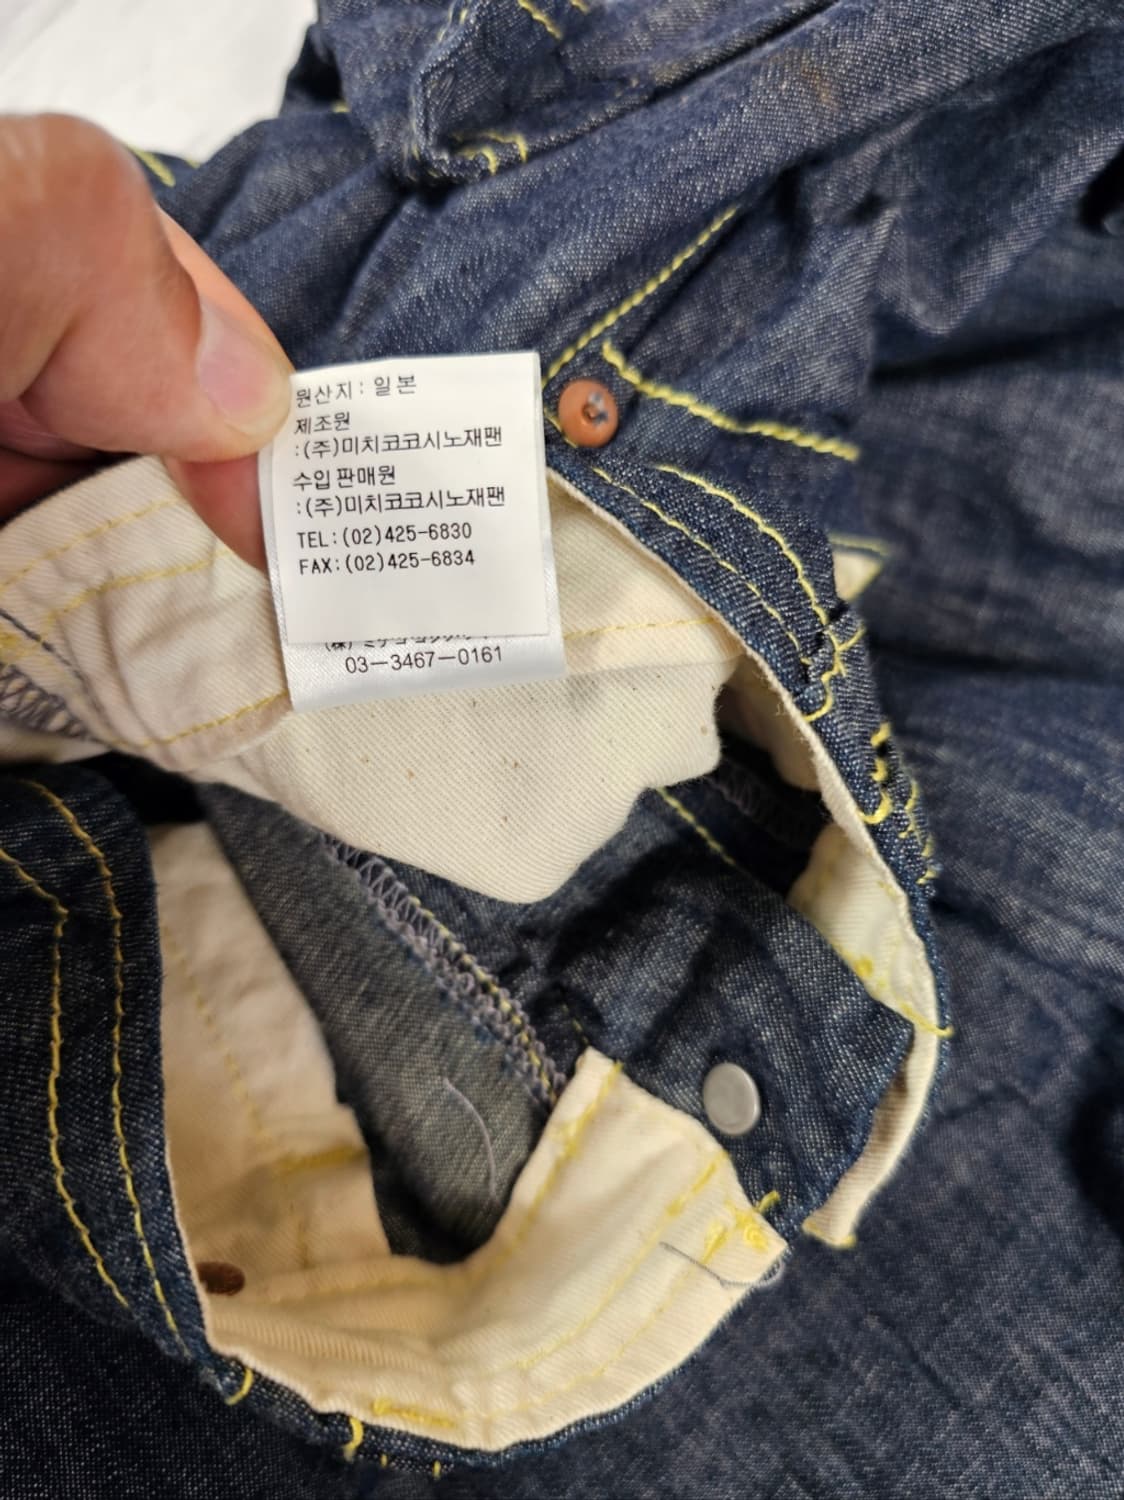 원산지: 일본
제조원
:(주)미치코코시노재팬
수입판매원
:(주)미치코코시노재팬
TEL:(02)425-6830
FAX:(02)425-6834
03-3467-0161